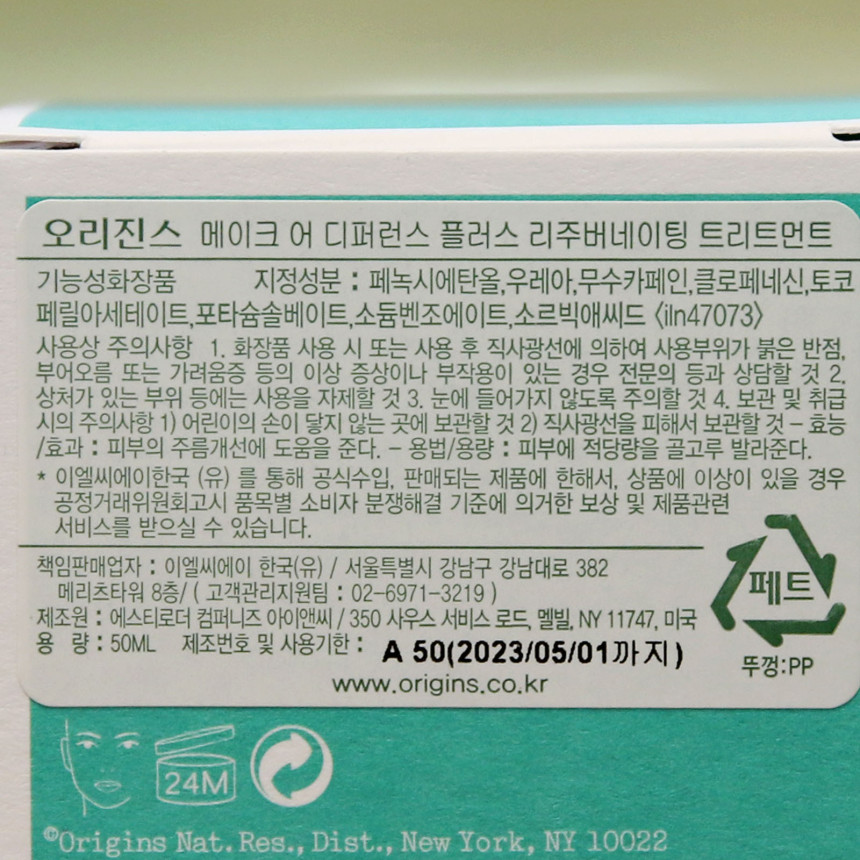 오리진스 메이크 어 디퍼런스 플러스 리주버네이팅 트리트먼트
기능성화장품 지정성분 : 페녹시에탄올,우레아,무수카페인,클로페네신,토코
페릴아세테이트,포타슘솔베이트,소듐벤조에이트,소르빅애씨드 <iln47073>
사용상 주의사항 1. 화장품 사용 시 또는 사용 후 직사광선에 의하여 사용부위가 붉은 반점,
부어오름 또는 가려움증 등의 이상 증상이나 부작용이 있는 경우 전문의 등과 상담할 것 2.
상처가 있는 부위 등에는 사용을 자제할 것 3. 눈에 들어가지 않도록 주의할 것 4. 보관 및 취급
시의 주의사항 1) 어린이의 손이 닿지 않는 곳에 보관할 것 2) 직사광선을 피해서 보관할 것 – 효능
/효과 : 피부의 주름개선에 도움을 준다. – 용법/용량 : 피부에 적당량을 골고루 발라준다.
* 이엘씨에이한국 (유) 를 통해 공식수입, 판매되는 제품에 한해서, 상품에 이상이 있을 경우
공정거래위원회고시 품목별 소비자 분쟁해결 기준에 의거한 보상 및 제품관련
서비스를 받으실 수 있습니다.
책임판매업자 : 이엘씨에이 한국(유) / 서울특별시 강남구 강남대로 382
메리츠타워 8층/ ( 고객관리지원팀 : 02-6971-3219 )
제조원 : 에스티로더 컴퍼니즈 아이앤씨 / 350 사우스 서비스 로드, 멜빌, NY 11747, 미국
용 량 : 50ML 제조번호 및 사용기한 : A 50(2023/05/01까지)
www.origins.co.kr
페트
뚜껑:PP
24M
©Origins Nat. Res., Dist., New York, NY 10022